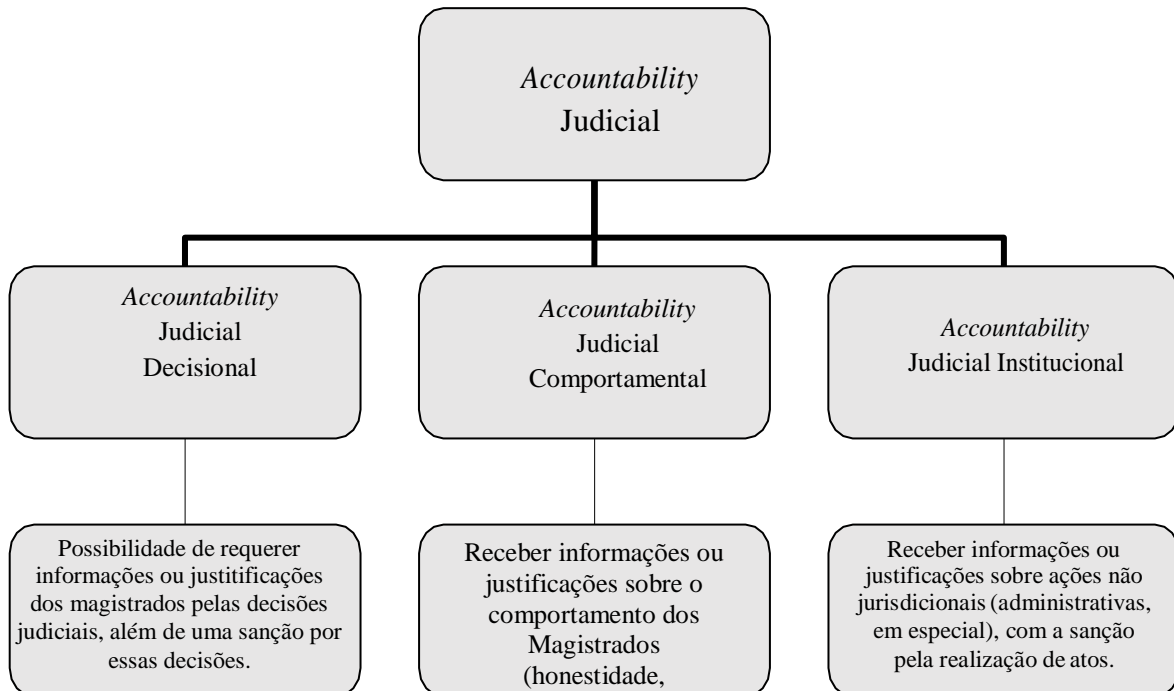 Accountability
Judicial
Accountability
Judicial
Decisional
Accountability
Judicial
Comportamental
Accountability
Judicial Institucional
Possibilidade de requerer
informações ou justitificações
dos magistrados pelas decisões
judiciais, além de uma sanção por
essas decisões.
Receber informações ou
justificações sobre o
comportamento dos
Magistrados
(honestidade,
Receber informações ou
justificações sobre ações não
jurisdicionais (administrativas,
em especial), com a sanção
pela realização de atos.